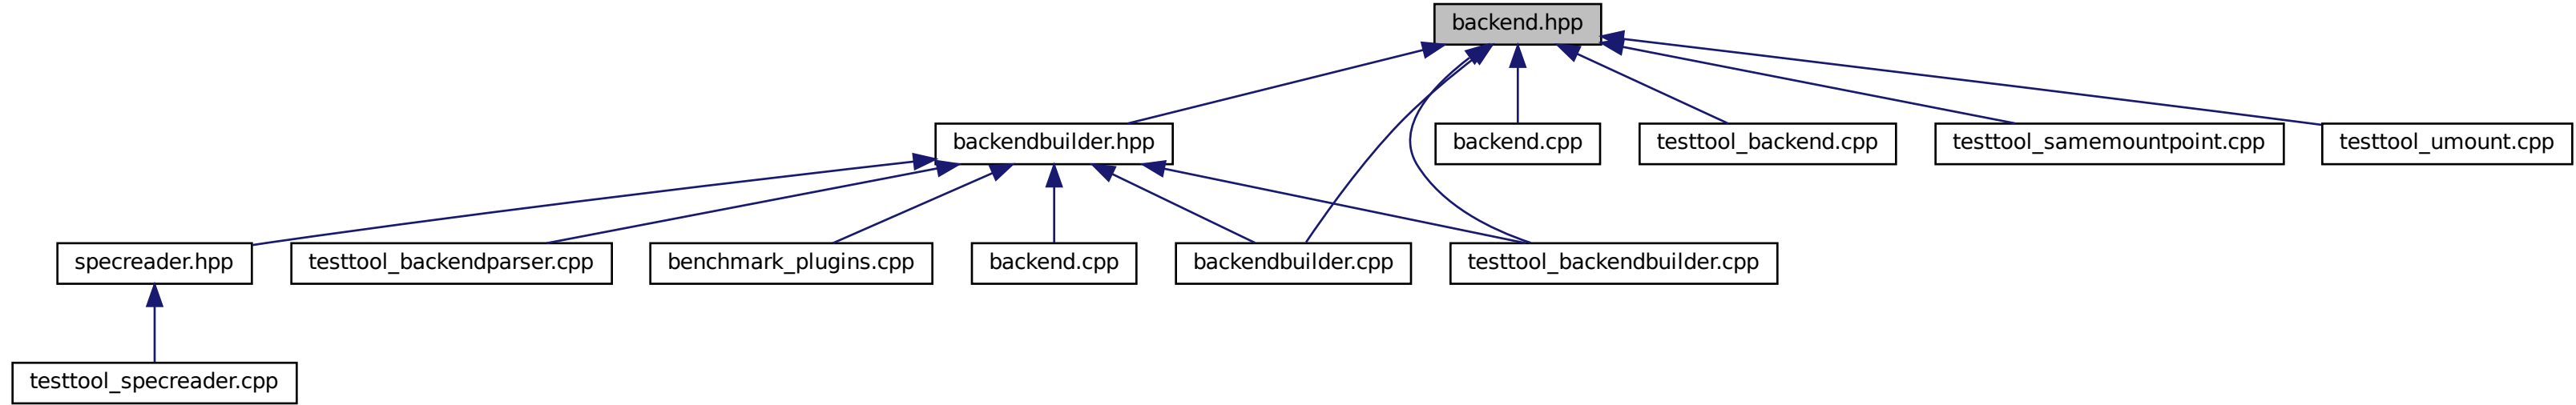 backend.hpp
backendbuilder.hpp
backend.cpp
testtool_backend.cpp
testtool_samemountpoint.cpp
testtool_umount.cpp
specreader.hpp
testtool_backendparser.cpp
benchmark_plugins.cpp
backend.cpp
backendbuilder.cpp
testtool_backendbuilder.cpp
testtool_specreader.cpp